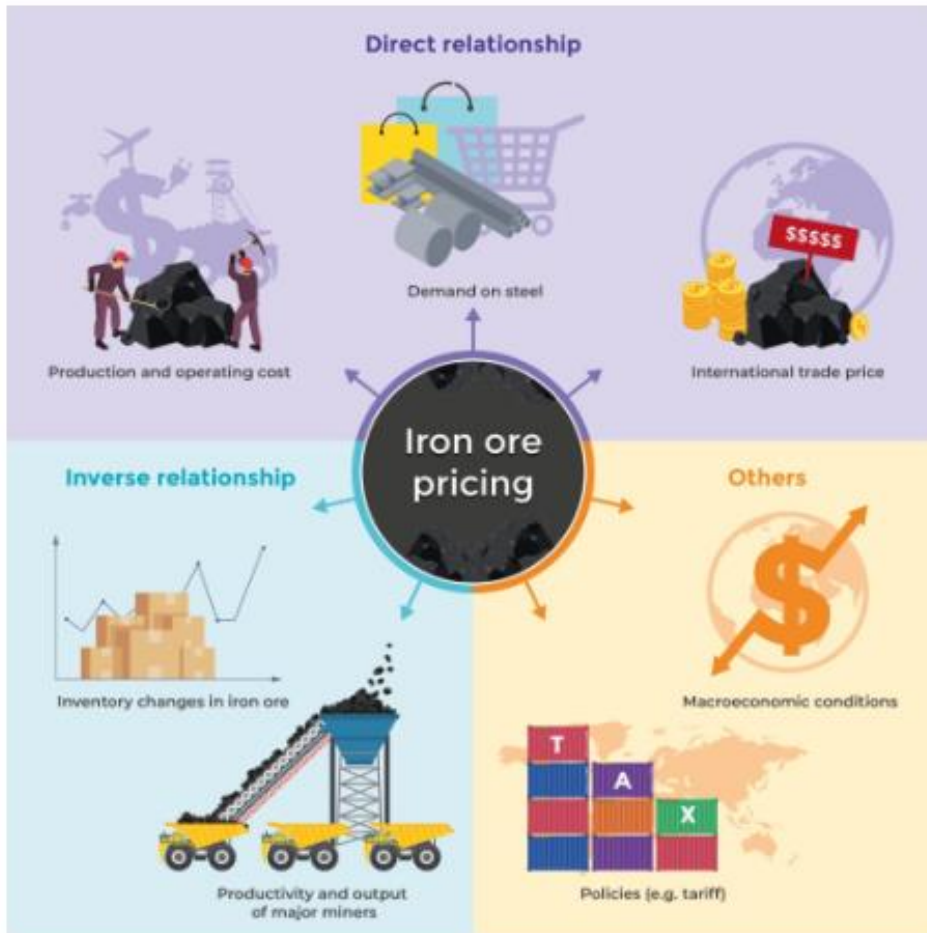 Direct relationship
$$$$$
Demand on steel
Production and operating cost
International trade price
Iron ore
pricing
Inverse relationship
Others
Inventory changes in iron ore
Macroeconomic conditions
T
A
X
Productivity and output
of major miners
Policies (e.g. tariff)